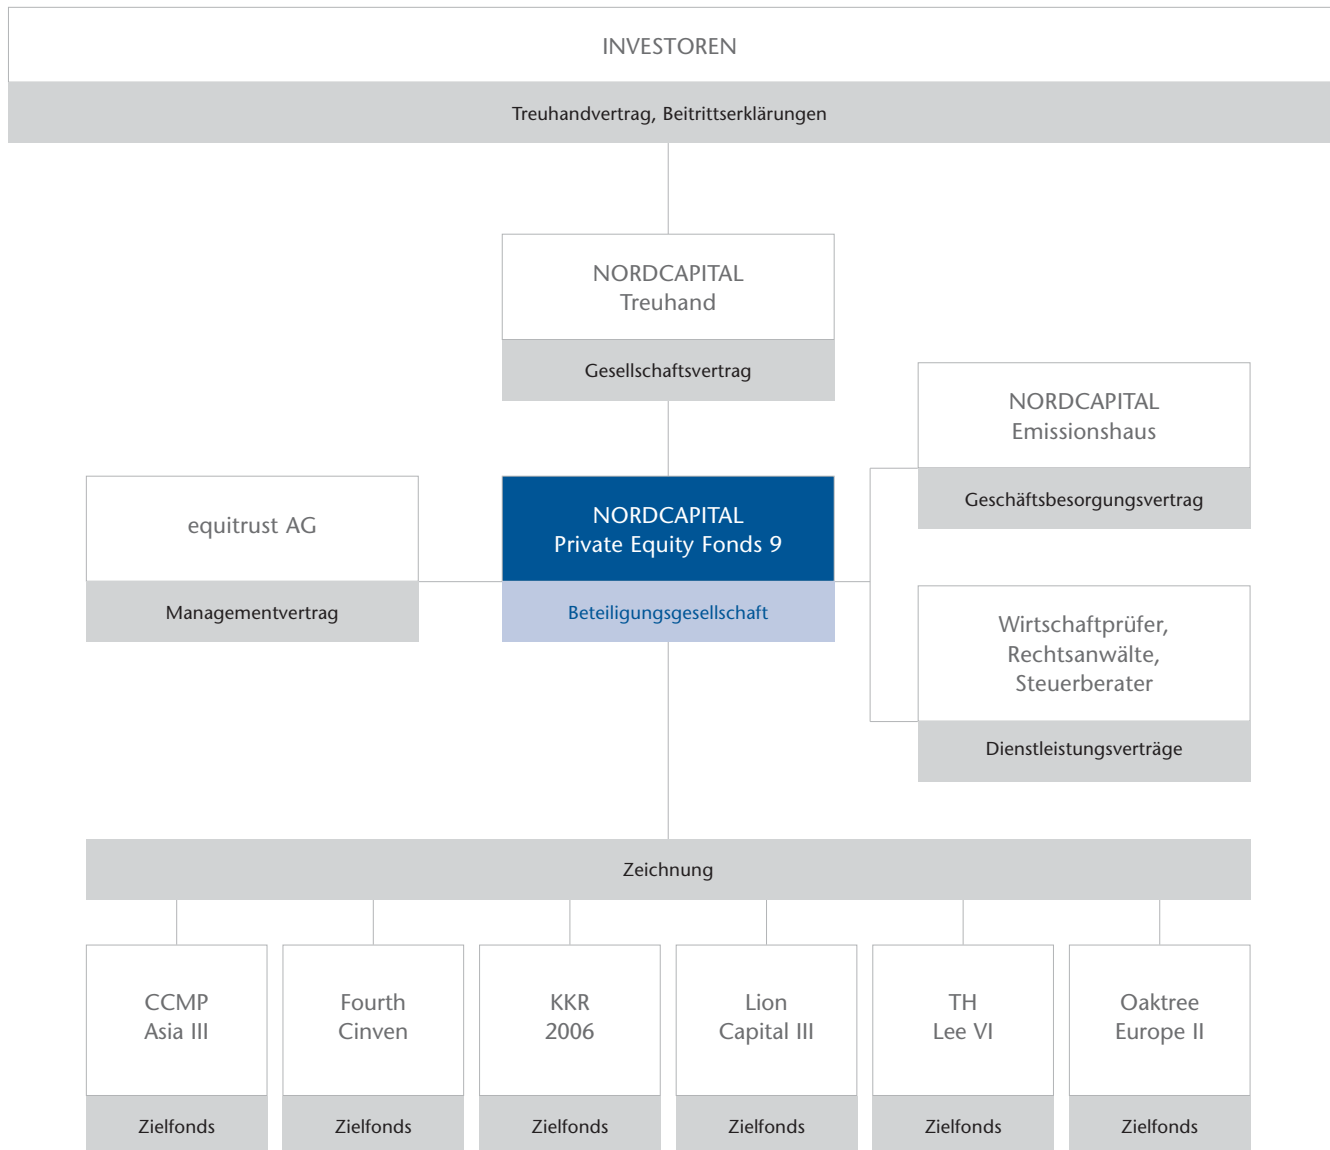 INVESTOREN
Treuhandvertrag, Beitrittserklärungen
NORDCAPITAL
Treuhand
Gesellschaftsvertrag
NORDCAPITAL
Emissionshaus
Geschäftsbesorgungsvertrag
equitrust AG
Managementvertrag
NORDCAPITAL
Private Equity Fonds 9
Beteiligungsgesellschaft
Wirtschaftprüfer,
Rechtsanwälte,
Steuerberater
Dienstleistungsverträge
Zeichnung
CCMP
Asia III
Zielfonds
Fourth
Cinven
Zielfonds
KKR
2006
Zielfonds
Lion
Capital III
Zielfonds
TH
Lee VI
Zielfonds
Oaktree
Europe II
Zielfonds